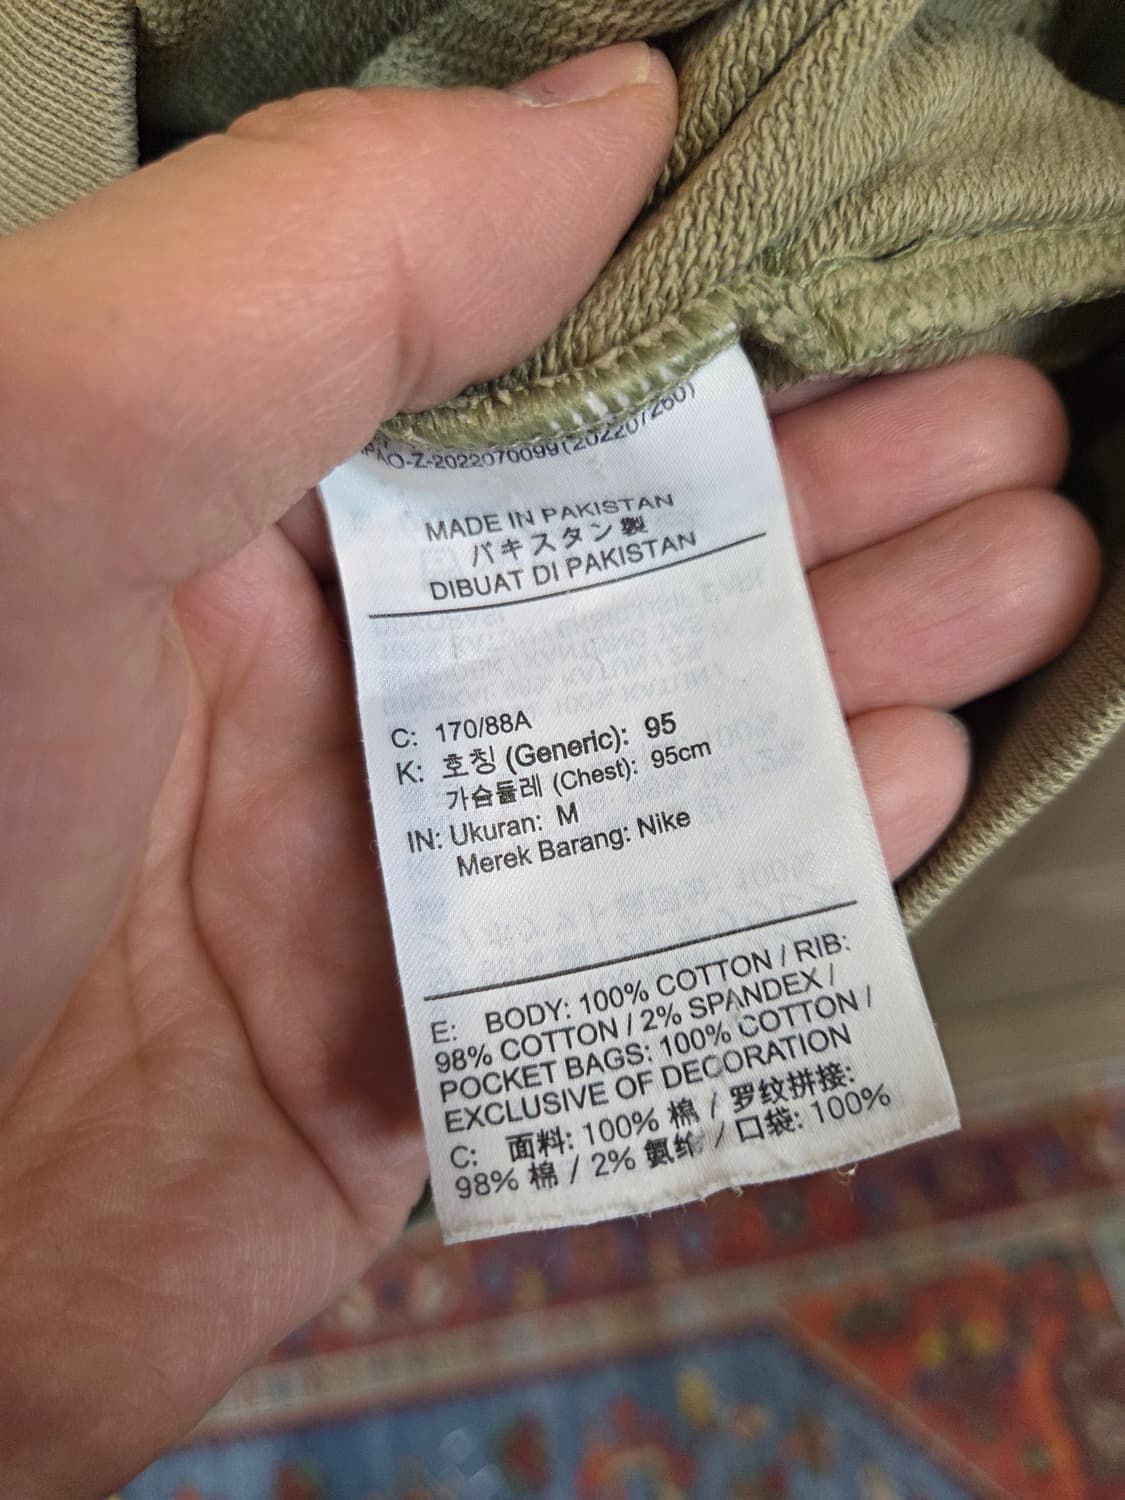 PAO-Z-2022070099(20220/260)
MADE IN PAKISTAN
パキスタン製
DIBUAT DI PAKISTAN
C: 170/88A
K: 호칭 (Generic): 95
가슴둘레 (Chest): 95cm
IN: Ukuran: M
Merek Barang: Nike
E: BODY: 100% COTTON / RIB:
98% COTTON / 2% SPANDEX /
POCKET BAGS: 100% COTTON /
EXCLUSIVE OF DECORATION
C: 面料: 100% 棉 / 罗纹拼接:
98% 棉 / 2% 氨纶 / 口袋: 100%